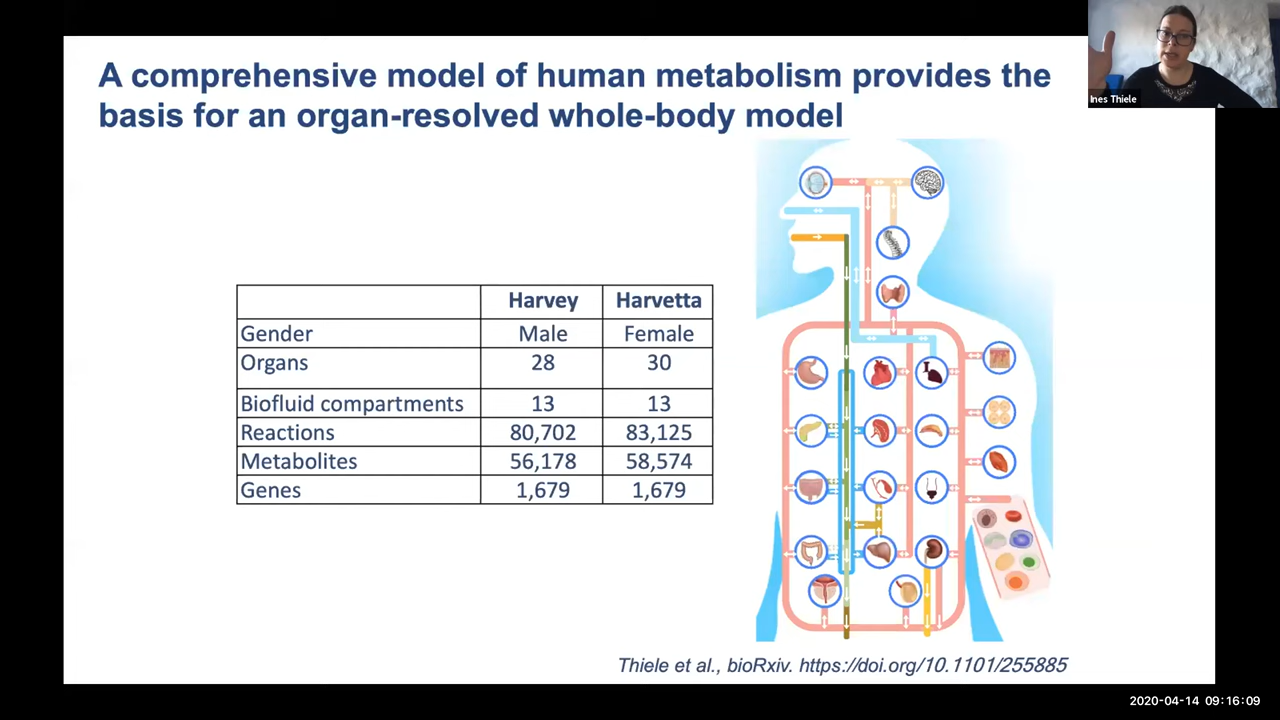 A comprehensive model of human metabolism provides the
basis for an organ-resolved whole-body model
Ines Thiele
Harvey Harvetta
Gender Male Female
Organs 28 30
Biofluid compartments 13 13
Reactions 80,702 83,125
Metabolites 56,178 58,574
Genes 1,679 1,679
Thiele et al., bioRxiv. https://doi.org/10.1101/255885
2020-04-14 09:16:09